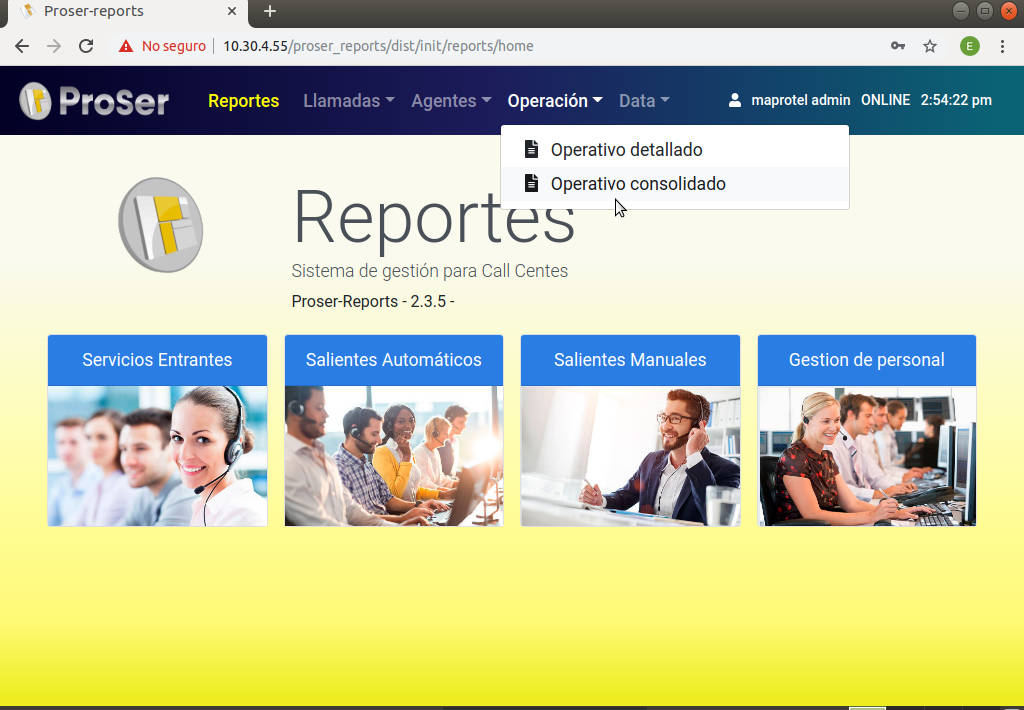 Proser-reports
No seguro
10.30.4.55/proser_reports/dist/init/reports/home
E
ProSer
Reportes
Llamadas
Agentes
Operación
Data
maprotel admin
ONLINE
2:54:22 pm
Operativo detallado
Operativo consolidado
Reportes
Sistema de gestión para Call Centes
Proser-Reports - 2.3.5 -
Servicios Entrantes
Salientes Automáticos
Salientes Manuales
Gestion de personal